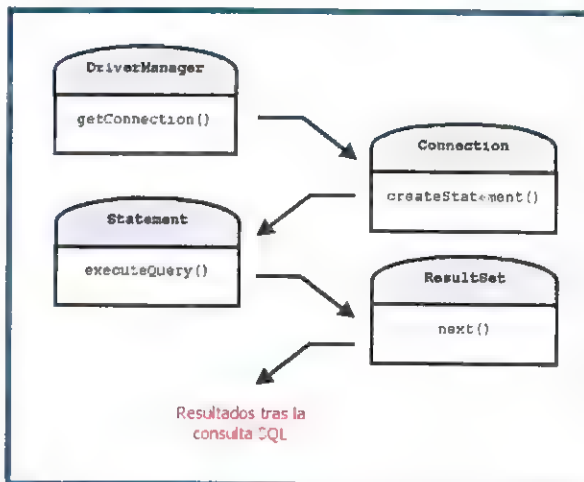 DriverManager
getConnection()
Connection
createStatement()
Statement
executeQuery()
ResultSet
next()
Resultados tras la
consulta SQL